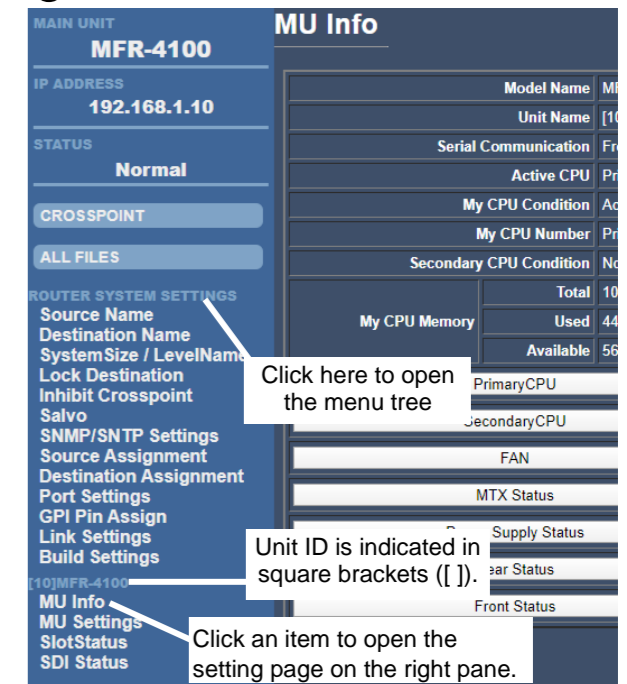 MAIN UNIT
MFR-4100
IP ADDRESS
192.168.1.10
STATUS
Normal
CROSSPOINT
ALL FILES
ROUTER SYSTEM SETTINGS
Source Name
Destination Name
SystemSize / LevelName
Lock Destination
Inhibit Crosspoint
Salvo
SNMP/SNTP Settings
Source Assignment
Destination Assignment
Port Settings
GPI Pin Assign
Link Settings
Build Settings
[10]MFR-4100
MU Info
MU Settings
SlotStatus
SDI Status
MU Info
Model Name
Unit Name [10
Serial Communication
Active CPU
My CPU Condition
My CPU Number
Secondary CPU Condition
My CPU Memory
Total 10
Used 44
Available 56
PrimaryCPU
SecondaryCPU
FAN
MTX Status
Supply Status
Front Status
Click here to open
the menu tree
Unit ID is indicated in
square brackets ([ ]).
Click an item to open the
setting page on the right pane.